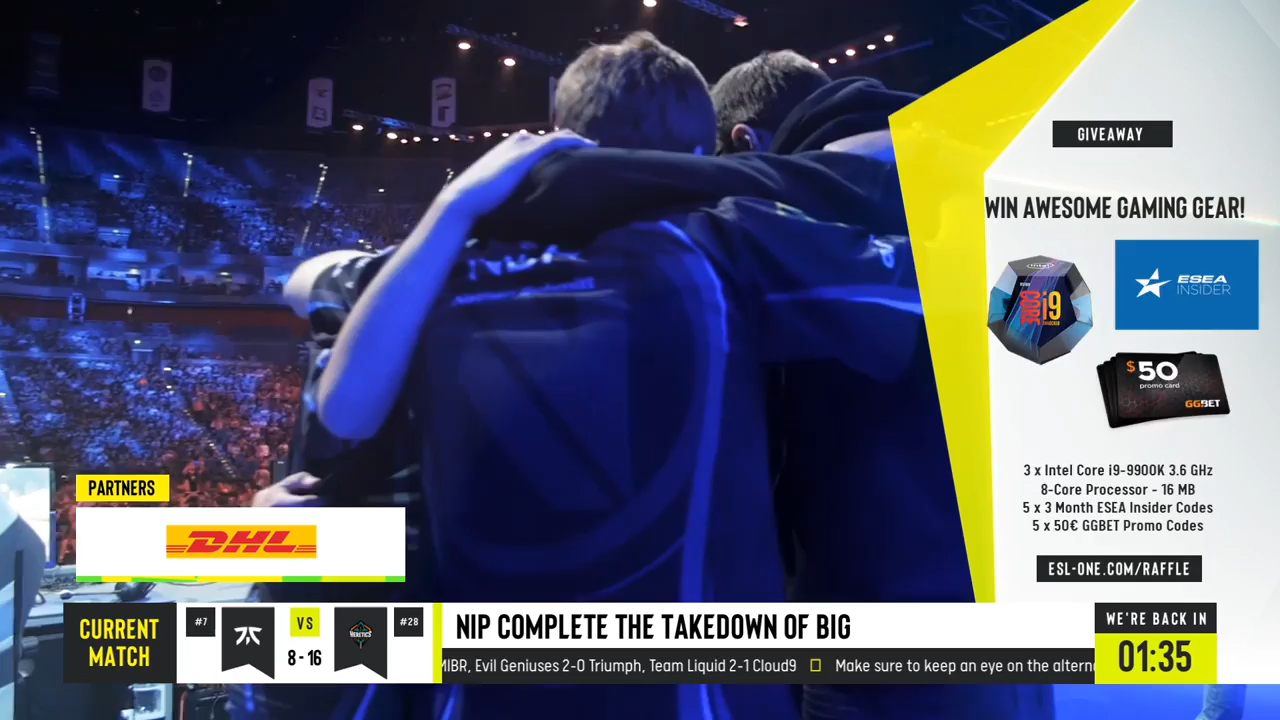 GIVEAWAY
WIN AWESOME GAMING GEAR!
intel
CORE i9
ESEA
INSIDER
$50
promo card
GGBET
3 x Intel Core i9-9900K 3.6 GHz
8-Core Processor - 16 MB
5 x 3 Month ESEA Insider Codes
5 x 50€ GGBET Promo Codes
ESL-ONE.COM/RAFFLE
PARTNERS
DHL
CURRENT
MATCH
#7
VS
8 - 16
HERETICS
#28
NIP COMPLETE THE TAKEDOWN OF BIG
MIBR, Evil Geniuses 2-0 Triumph, Team Liquid 2-1 Cloud9 Make sure to keep an eye on the altern
WE'RE BACK IN
01:35